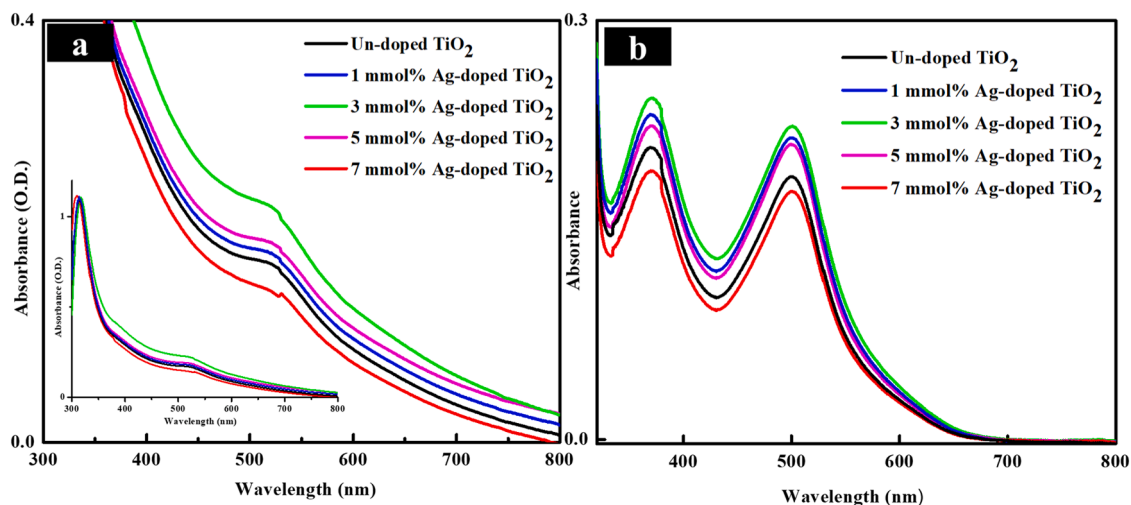 a
0.4
Un-doped TiO2
1 mmol% Ag-doped TiO2
3 mmol% Ag-doped TiO2
5 mmol% Ag-doped TiO2
7 mmol% Ag-doped TiO2
Absorbance (O.D.)
0.0
300 400 500 600 700 800
Wavelength (nm)
Absorbance (O.D.)
1
0
300 400 500 600 700 800
Wavelength (nm)
b
0.3
Un-doped TiO2
1 mmol% Ag-doped TiO2
3 mmol% Ag-doped TiO2
5 mmol% Ag-doped TiO2
7 mmol% Ag-doped TiO2
Absorbance
0.0
400 500 600 700 800
Wavelength (nm)